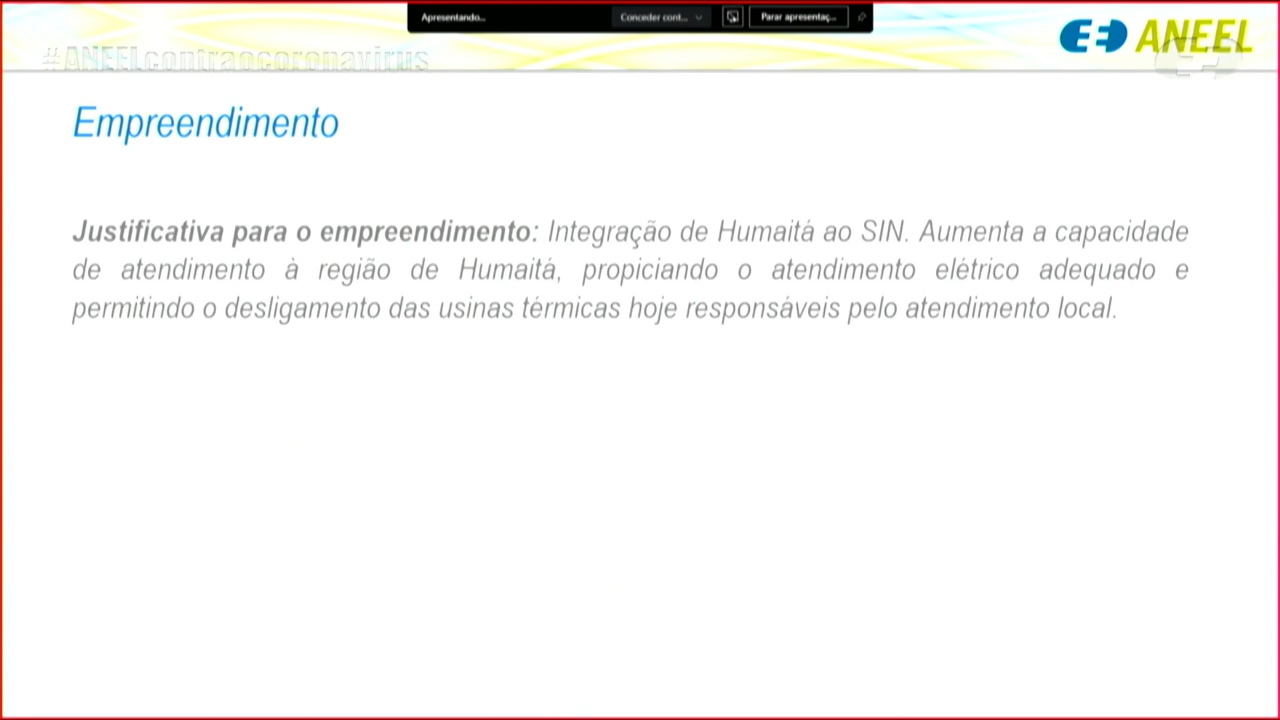 Apresentando...
Conceder cont...
Parar apresentaç...
ANEEL
#ANEELcontraocoronavirus
Empreendimento
Justificativa para o empreendimento: Integração de Humaitá ao SIN. Aumenta a capacidade
de atendimento à região de Humaitá, propiciando o atendimento elétrico adequado e
permitindo o desligamento das usinas térmicas hoje responsáveis pelo atendimento local.